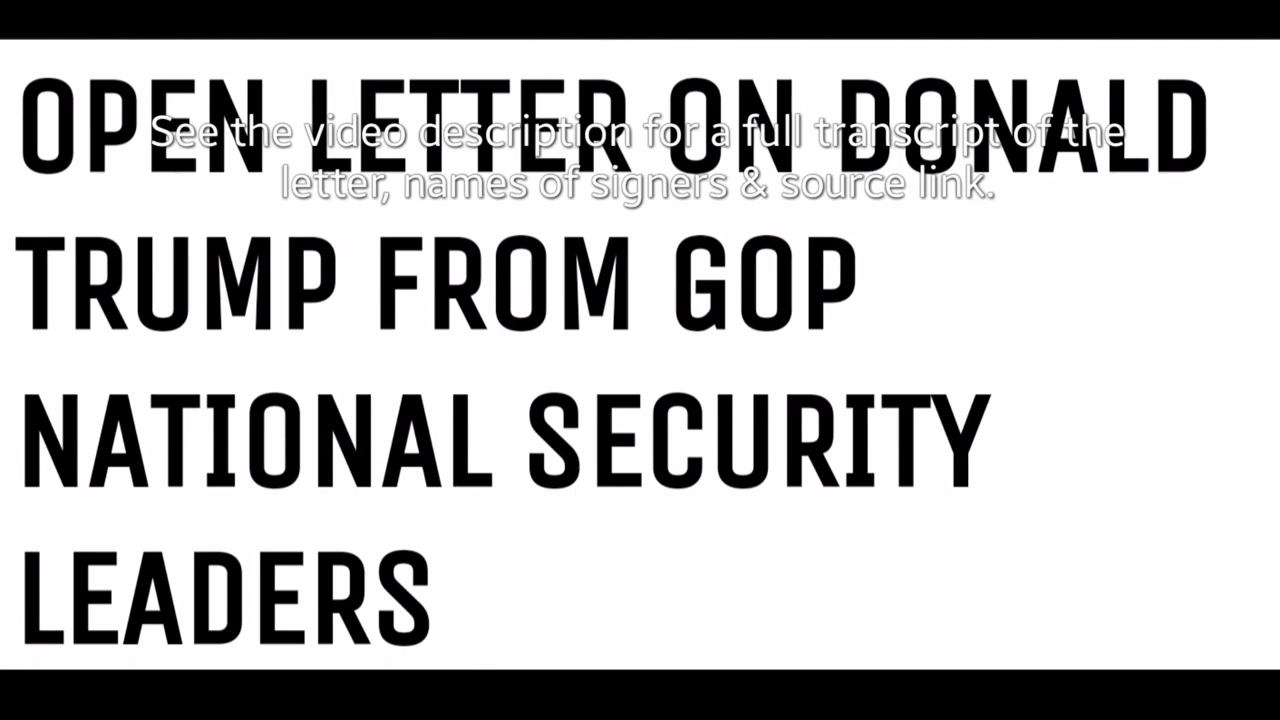 OPEN LETTER ON DONALD
See the video description for a full transcript of the
letter, names of signers & source link.
TRUMP FROM GOP
NATIONAL SECURITY
LEADERS